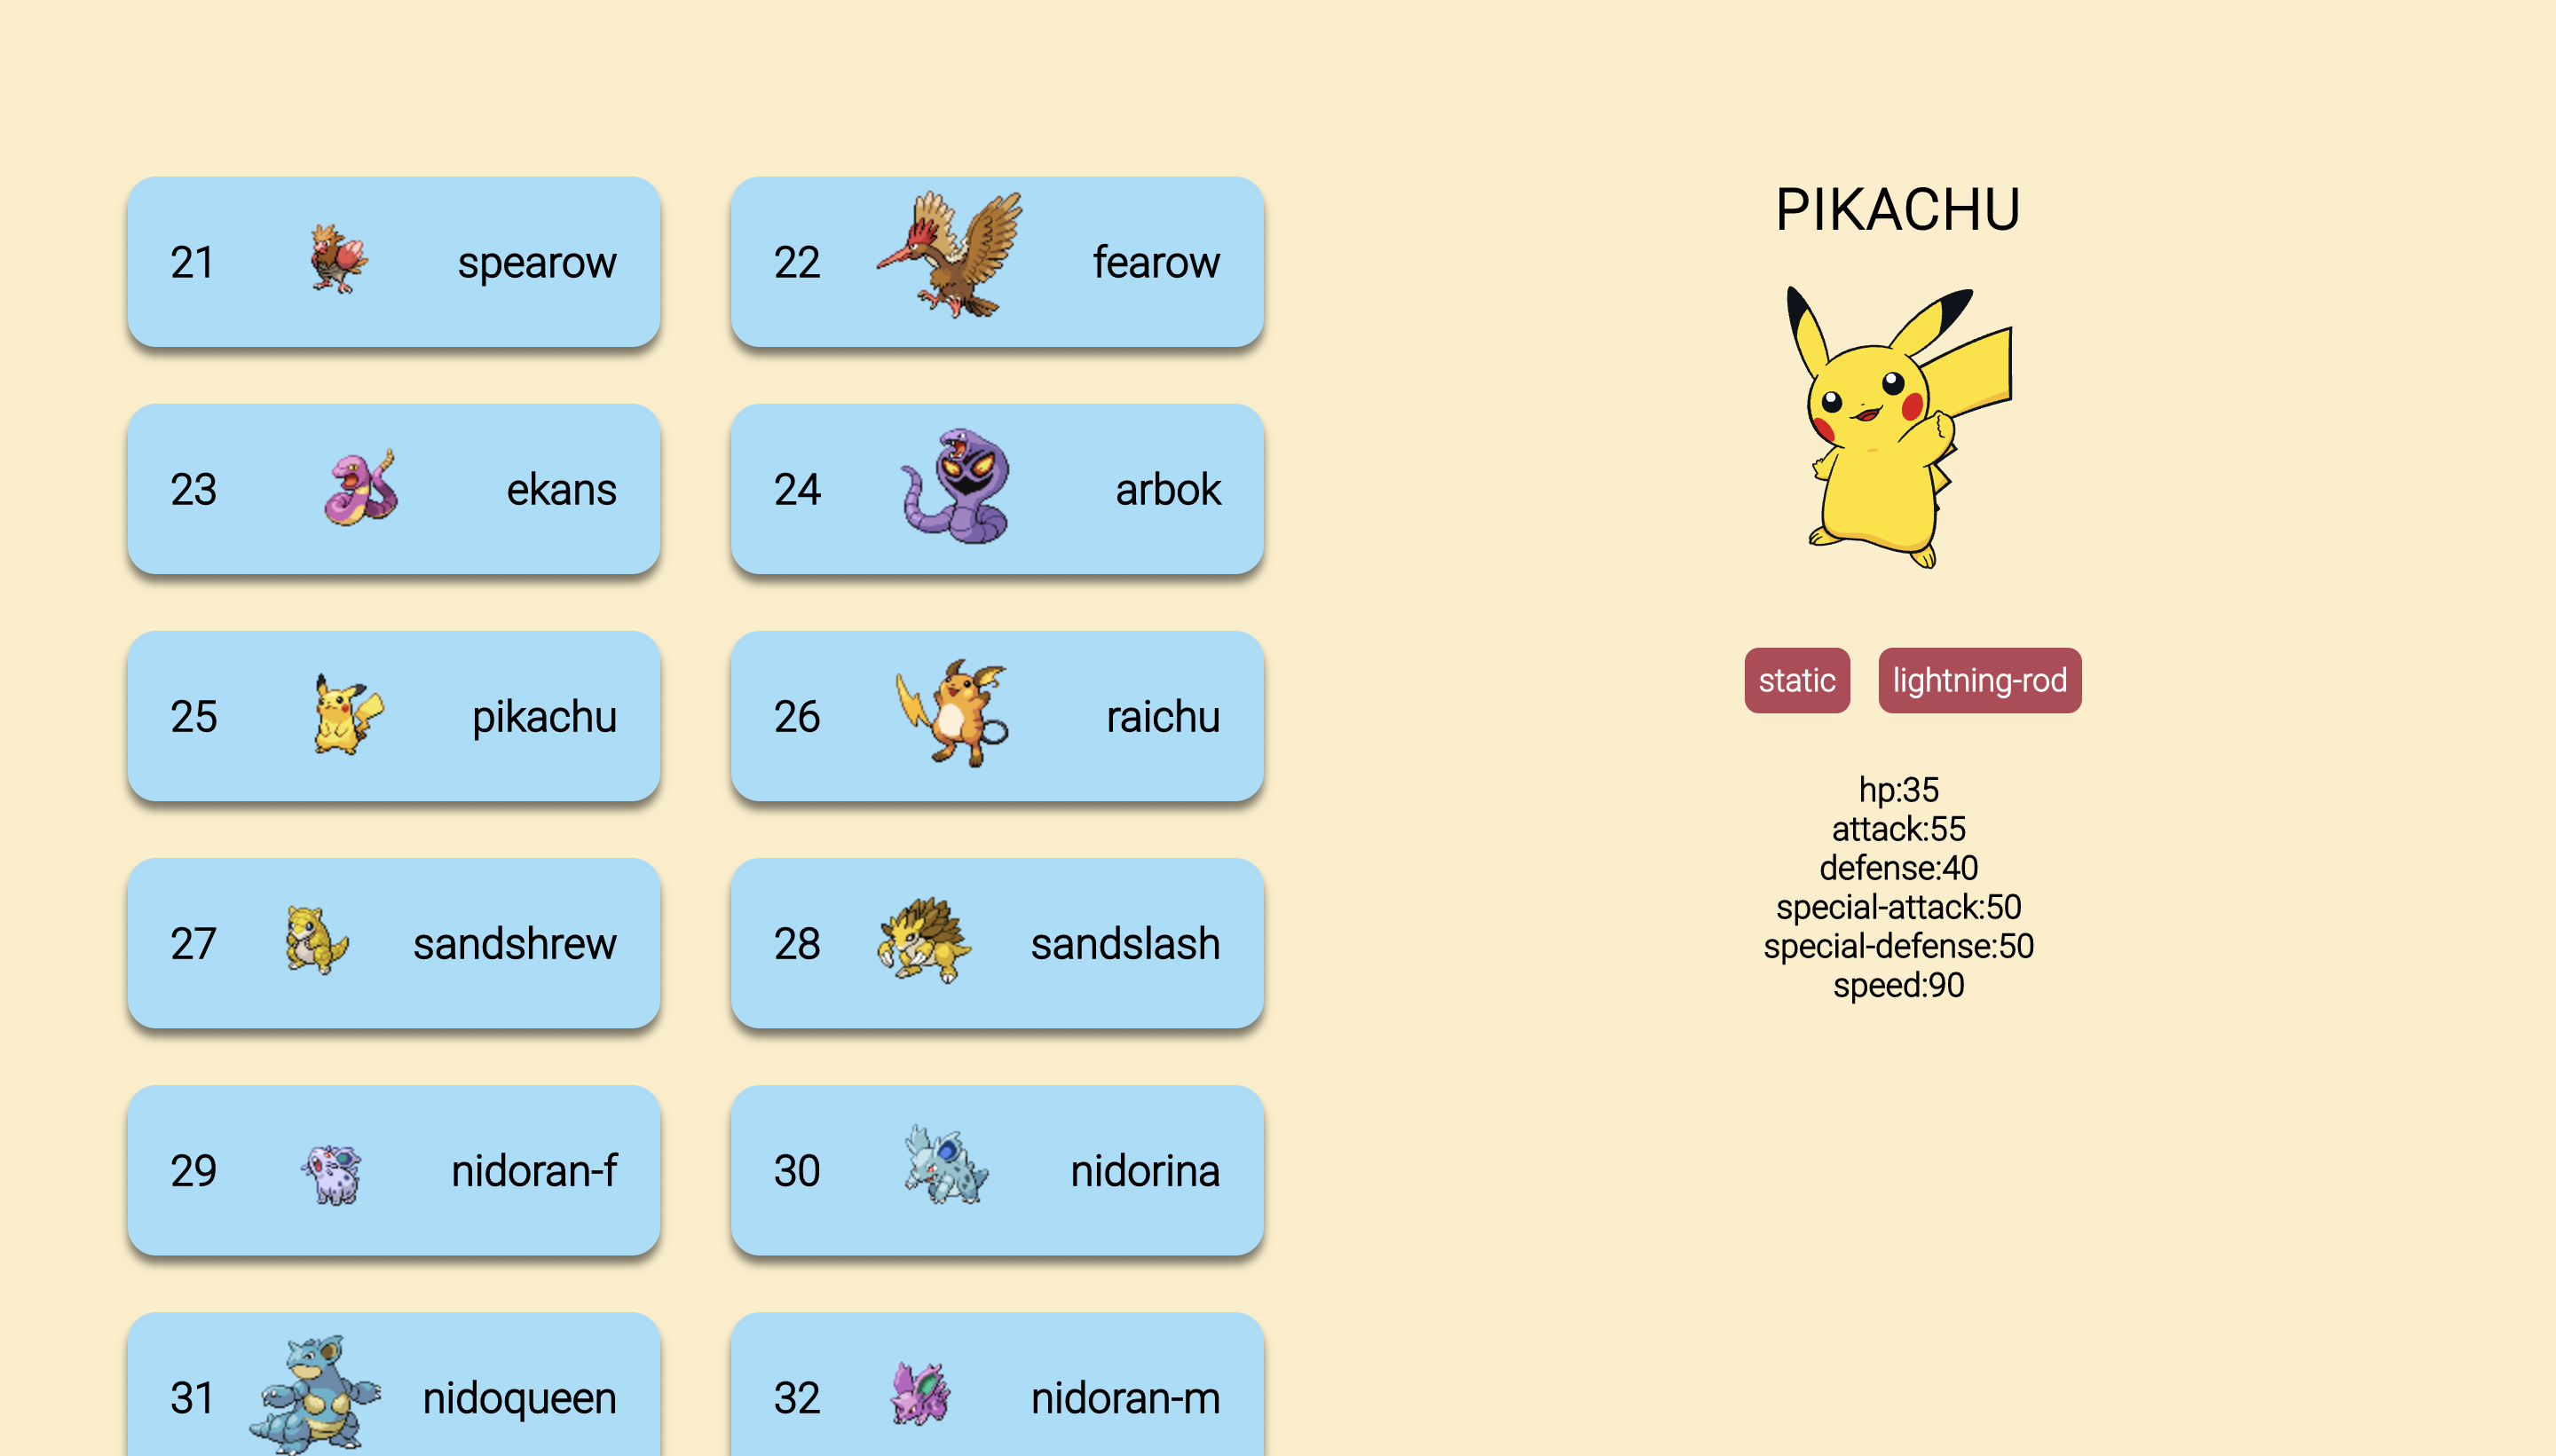 21 spearow
22 fearow
23 ekans
24 arbok
25 pikachu
26 raichu
27 sandshrew
28 sandslash
29 nidoran-f
30 nidorina
31 nidoqueen
32 nidoran-m
PIKACHU
static lightning-rod
hp:35
attack:55
defense:40
special-attack:50
special-defense:50
speed:90